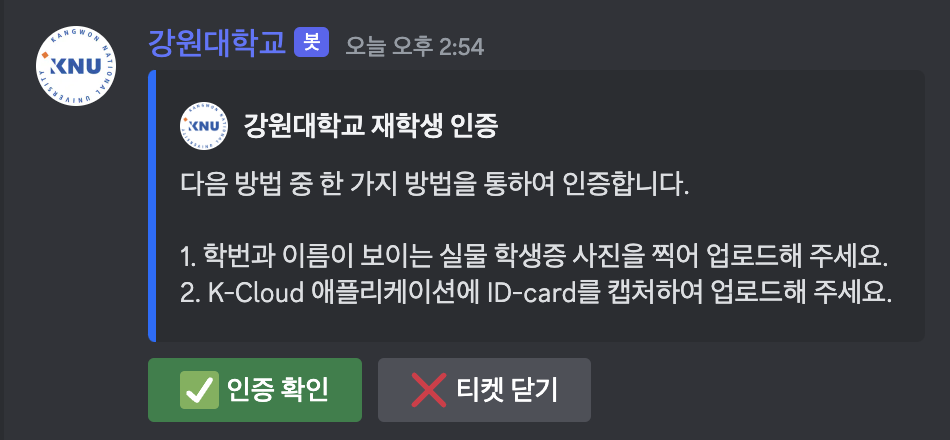 강원대학교 봇 오늘 오후 2:54
KANGWON NATIONAL UNIVERSITY
KNU
KNU 강원대학교 재학생 인증
다음 방법 중 한 가지 방법을 통하여 인증합니다.
1. 학번과 이름이 보이는 실물 학생증 사진을 찍어 업로드해 주세요.
2. K-Cloud 애플리케이션에 ID-card를 캡처하여 업로드해 주세요.
✅ 인증 확인 ❌ 티켓 닫기